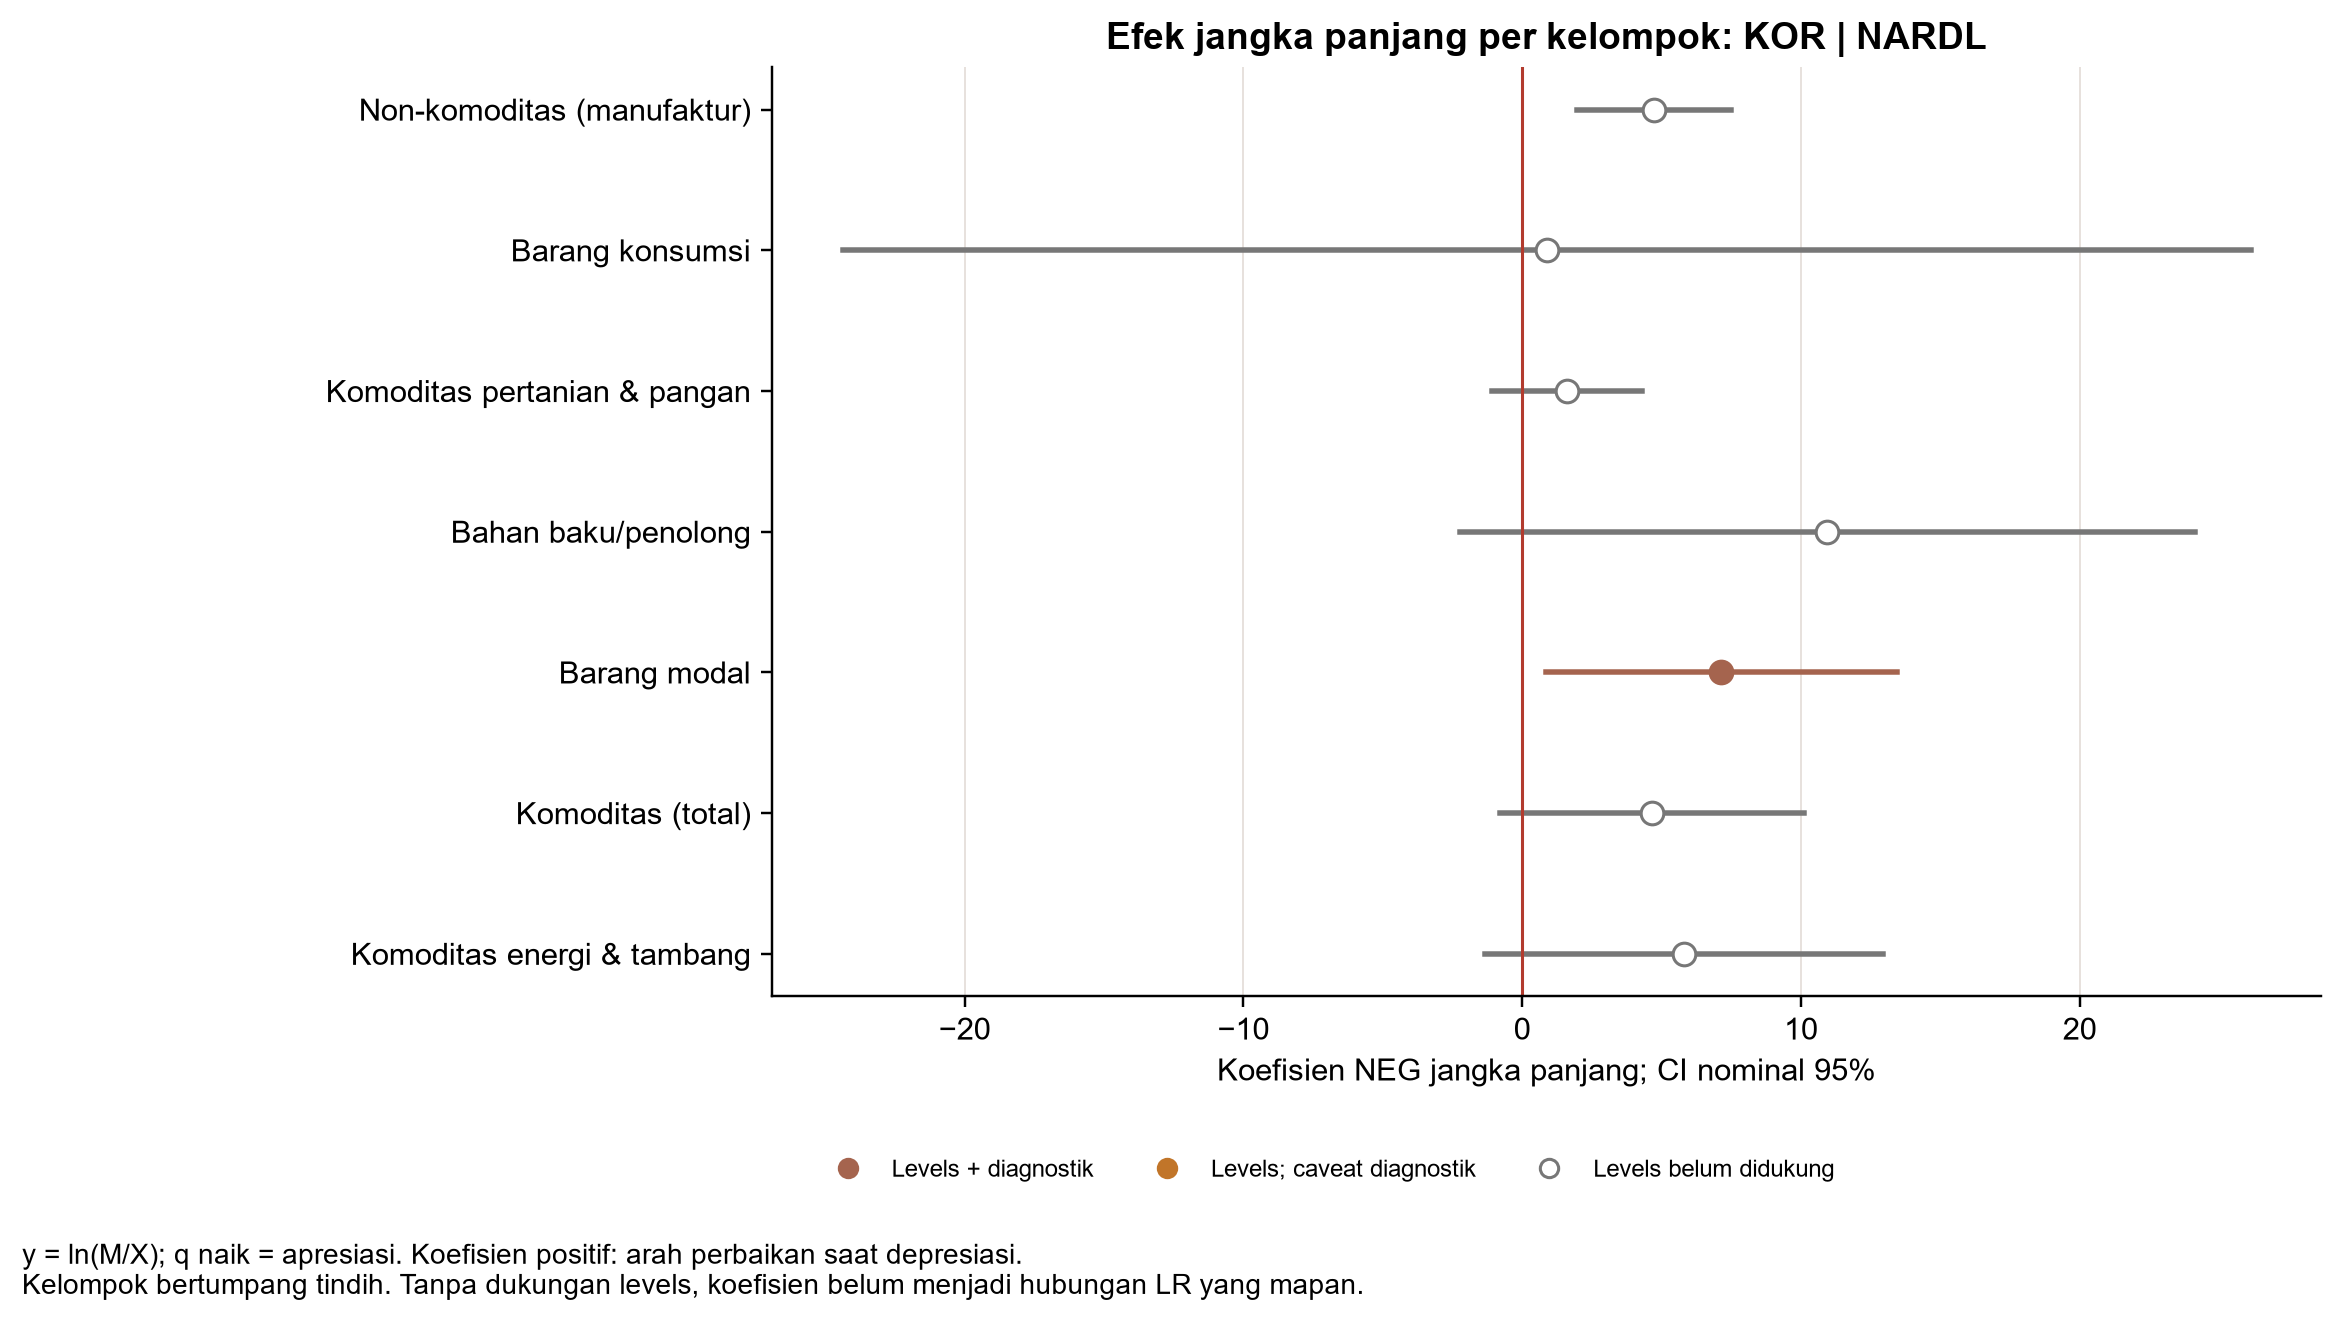 Efek jangka panjang per kelompok: KOR | NARDL
Non-komoditas (manufaktur)
Barang konsumsi
Komoditas pertanian & pangan
Bahan baku/penolong
Barang modal
Komoditas (total)
Komoditas energi & tambang
−20 −10 0 10 20
Koefisien NEG jangka panjang; CI nominal 95%
Levels + diagnostik Levels; caveat diagnostik Levels belum didukung
y = ln(M/X); q naik = apresiasi. Koefisien positif: arah perbaikan saat depresiasi.
Kelompok bertumpang tindih. Tanpa dukungan levels, koefisien belum menjadi hubungan LR yang mapan.